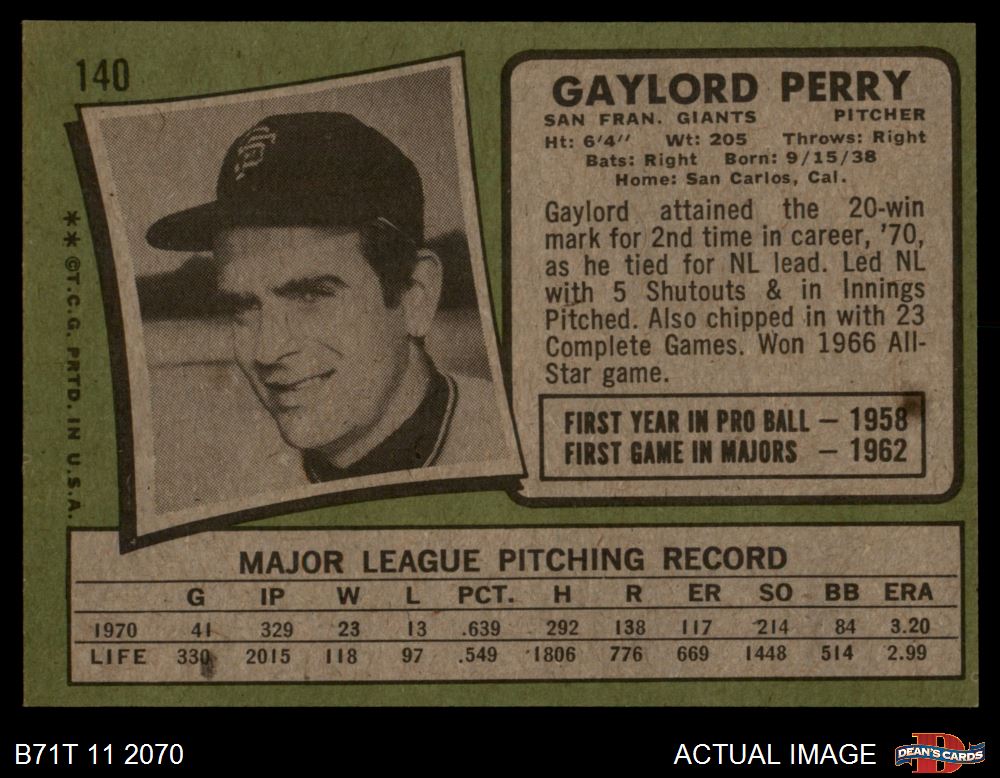 140
GAYLORD PERRY
SAN FRAN. GIANTS PITCHER
Ht: 6'4" Wt: 205 Throws: Right
Bats: Right Born: 9/15/38
Home: San Carlos, Cal.
Gaylord attained the 20-win
mark for 2nd time in career, '70,
as he tied for NL lead. Led NL
with 5 Shutouts & in Innings
Pitched. Also chipped in with 23
Complete Games. Won 1966 All-
Star game.
FIRST YEAR IN PRO BALL — 1958
FIRST GAME IN MAJORS — 1962
SF
** ©T.C.G. PRTD. IN U.S.A.
MAJOR LEAGUE PITCHING RECORD
G IP W L PCT. H R ER SO BB ERA
1970 41 329 23 13 .639 292 138 117 214 84 3.20
LIFE 330 2015 118 97 .549 1806 776 669 1448 514 2.99
B71T 11 2070 ACTUAL IMAGE
D
DEAN'S CARDS